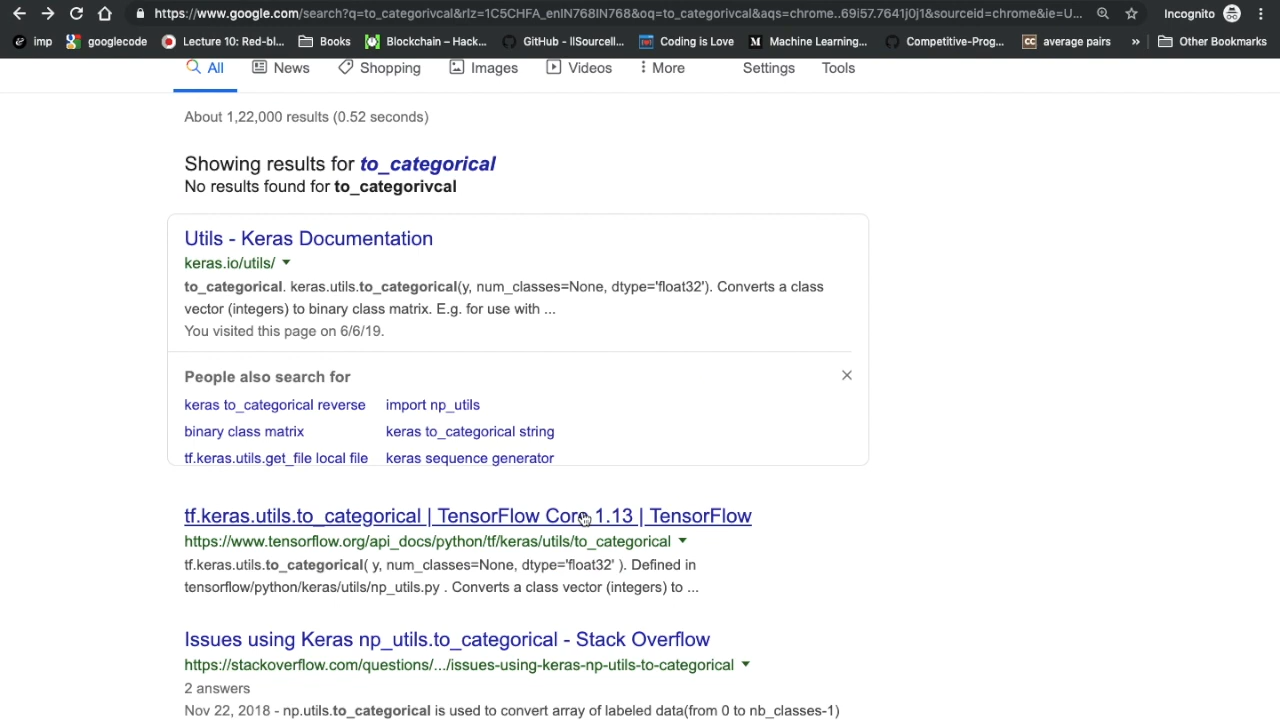 https://www.google.com/search?q=to_categorivcal&rlz=1C5CHFA_enIN768IN768&oq=to_categorivcal&aqs=chrome..69i57.7641j0j1&sourceid=chrome&ie=U... Incognito
imp googlecode Lecture 10: Red-bl... Books Blockchain – Hack... GitHub - llSourcell... Coding is Love Machine Learning,... Competitive-Prog... CC average pairs » Other Bookmarks
All News Shopping Images Videos More Settings Tools
About 1,22,000 results (0.52 seconds)
Showing results for to_categorical
No results found for to_categorivcal
Utils - Keras Documentation
keras.io/utils/
to_categorical. keras.utils.to_categorical(y, num_classes=None, dtype='float32'). Converts a class
vector (integers) to binary class matrix. E.g. for use with ...
You visited this page on 6/6/19.
People also search for
keras to_categorical reverse import np_utils
binary class matrix keras to_categorical string
tf.keras.utils.get_file local file keras sequence generator
tf.keras.utils.to_categorical | TensorFlow Core 1.13 | TensorFlow
https://www.tensorflow.org/api_docs/python/tf/keras/utils/to_categorical
tf.keras.utils.to_categorical( y, num_classes=None, dtype='float32' ). Defined in
tensorflow/python/keras/utils/np_utils.py . Converts a class vector (integers) to ...
Issues using Keras np_utils.to_categorical - Stack Overflow
https://stackoverflow.com/questions/.../issues-using-keras-np-utils-to-categorical
2 answers
Nov 22, 2018 - np.utils.to_categorical is used to convert array of labeled data(from 0 to nb_classes-1)